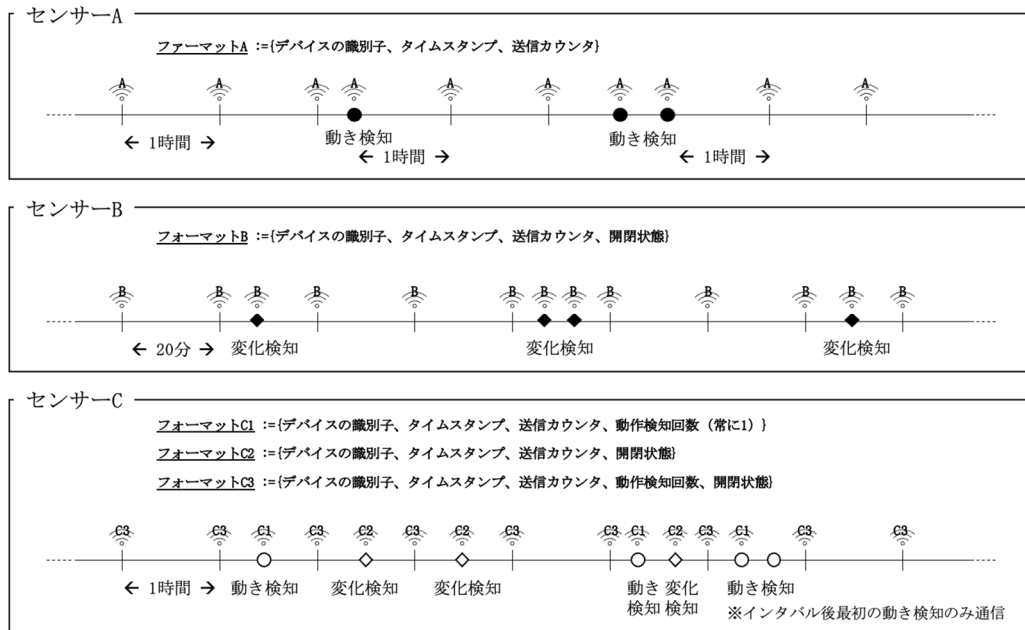 センサーA
ファーマットA :={デバイスの識別子、タイムスタンプ、送信カウンタ}
A A A A A A A A A A
動き検知 動き検知
← 1時間 → ← 1時間 → ← 1時間 →
センサーB
フォーマットB :={デバイスの識別子、タイムスタンプ、送信カウンタ、開閉状態}
B B B B B B B B B B B B B
← 20分 → 変化検知 変化検知 変化検知
センサーC
フォーマットC1 :={デバイスの識別子、タイムスタンプ、送信カウンタ、動作検知回数（常に1）}
フォーマットC2 :={デバイスの識別子、タイムスタンプ、送信カウンタ、開閉状態}
フォーマットC3 :={デバイスの識別子、タイムスタンプ、送信カウンタ、動作検知回数、開閉状態}
C3 C3 C1 C3 C2 C3 C2 C3 C3 C1 C2 C3 C1 C3 C3
← 1時間 → 動き検知 変化検知 変化検知 動き 変化 動き検知
検知 検知 ※インタバル後最初の動き検知のみ通信